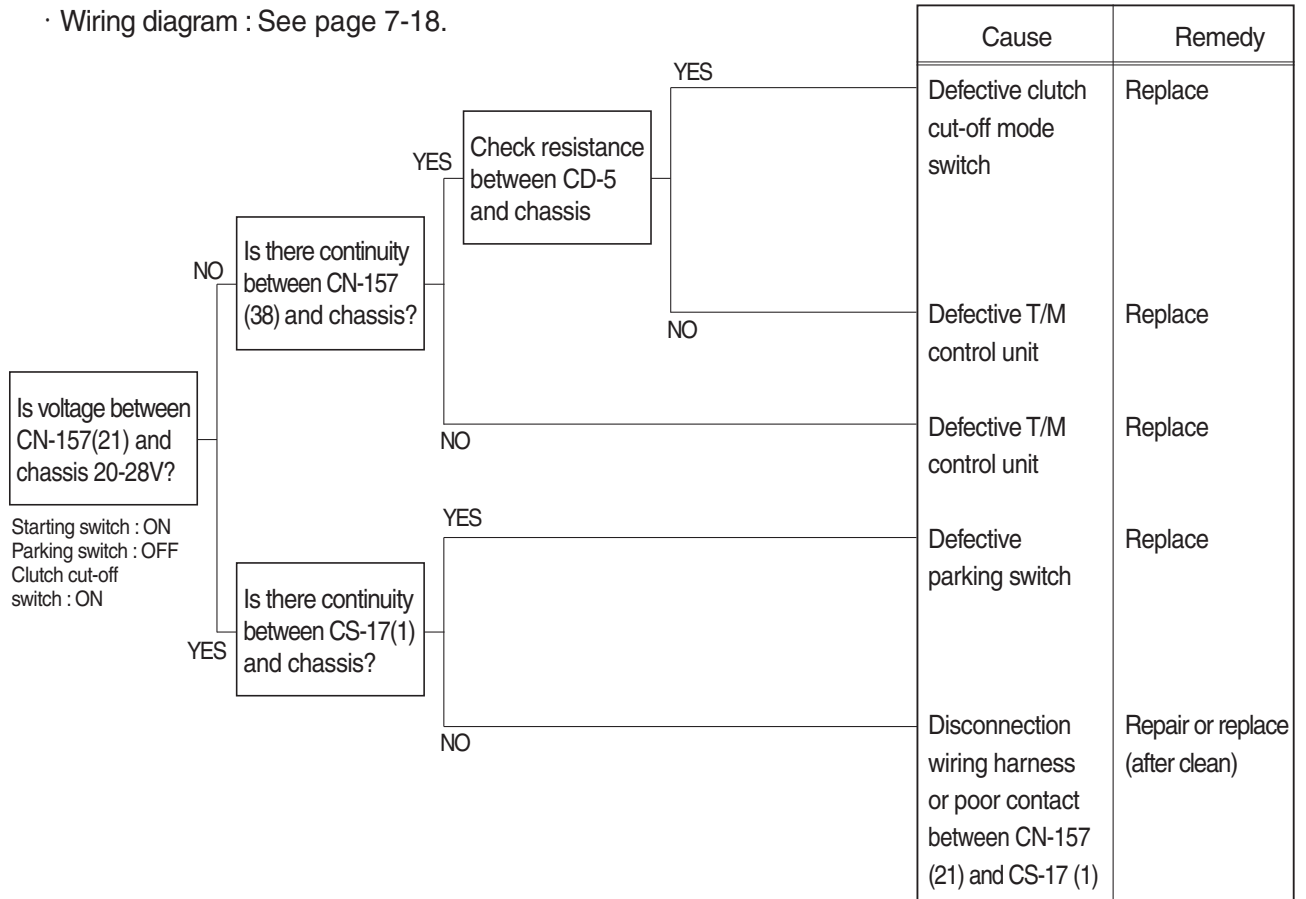 · Wiring diagram : See page 7-18.
Cause
Remedy
YES
Defective clutch
cut-off mode
switch
Replace
YES
Check resistance
between CD-5
and chassis
NO
Is there continuity
between CN-157
(38) and chassis?
NO
Defective T/M
control unit
Replace
Is voltage between
CN-157(21) and
chassis 20-28V?
NO
Defective T/M
control unit
Replace
Starting switch : ON
Parking switch : OFF
Clutch cut-off
switch : ON
YES
Defective
parking switch
Replace
YES
Is there continuity
between CS-17(1)
and chassis?
NO
Disconnection
wiring harness
or poor contact
between CN-157
(21) and CS-17 (1)
Repair or replace
(after clean)